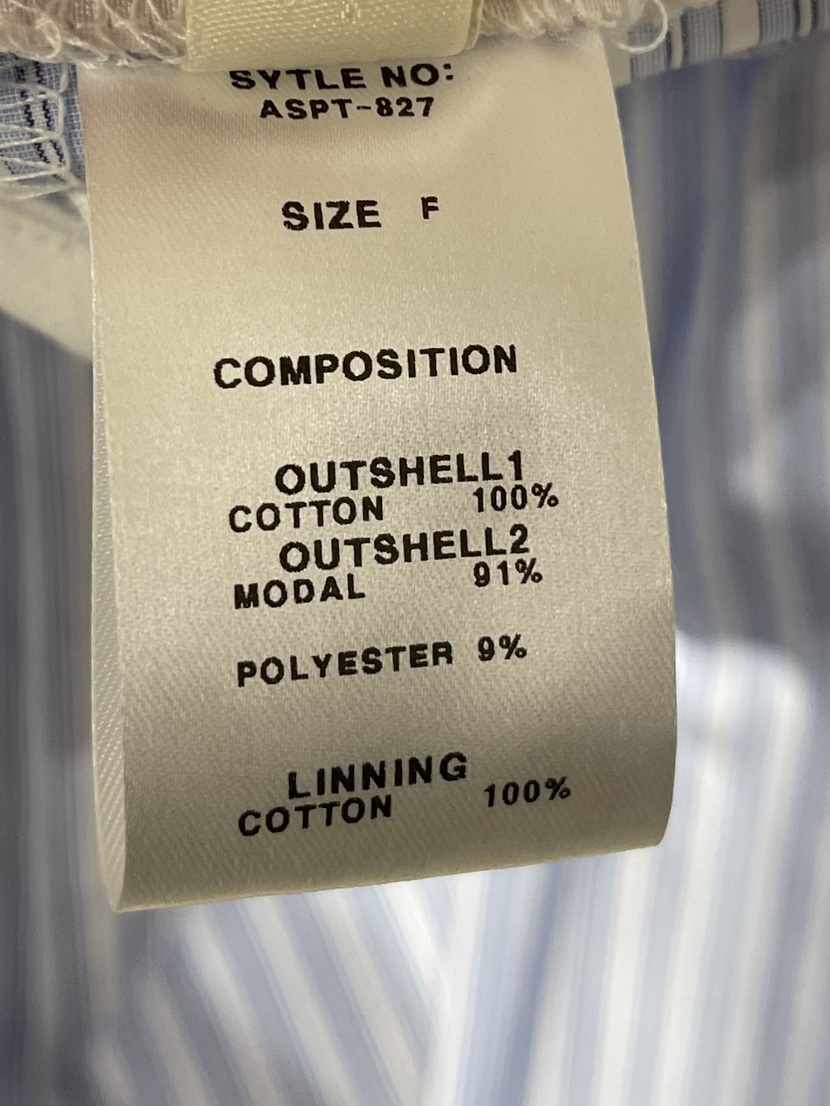 SYTLE NO:
ASPT-827
SIZE F
COMPOSITION
OUTSHELL1
COTTON 100%
OUTSHELL2
MODAL 91%
POLYESTER 9%
LINNING
COTTON 100%